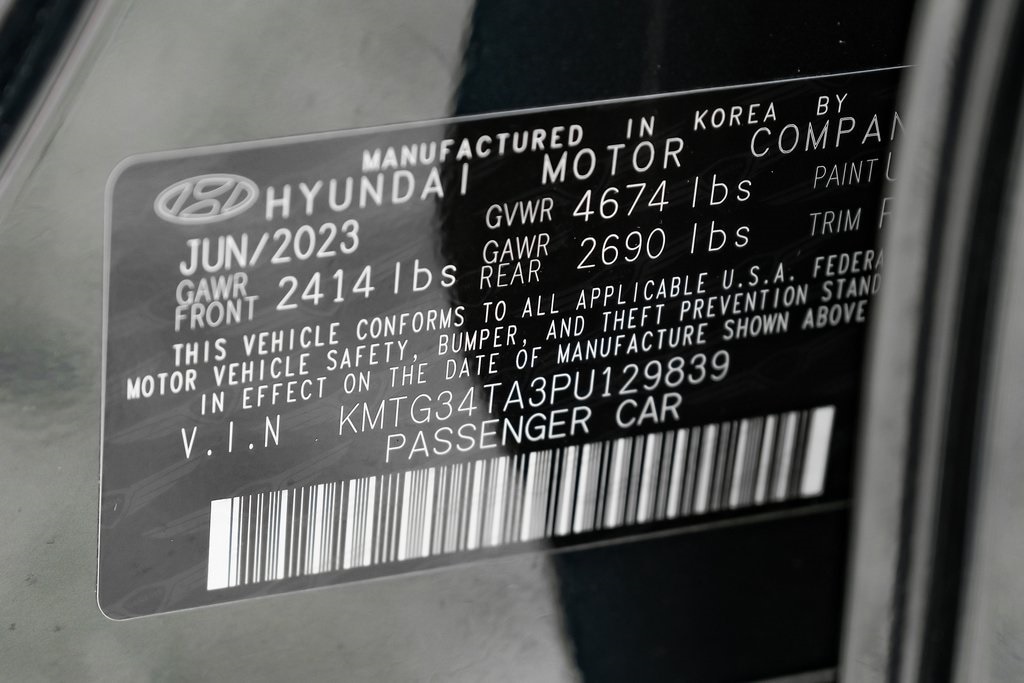 MANUFACTURED IN KOREA BY
HYUNDAI MOTOR COMPAN
JUN/2023 GVWR 4674 lbs PAINT U
GAWR FRONT 2414 lbs GAWR REAR 2690 lbs TRIM
THIS VEHICLE CONFORMS TO ALL APPLICABLE U.S.A. FEDERA
MOTOR VEHICLE SAFETY, BUMPER, AND THEFT PREVENTION STAND
IN EFFECT ON THE DATE OF MANUFACTURE SHOWN ABOVE
V.I.N KMTG34TA3PU129839
PASSENGER CAR